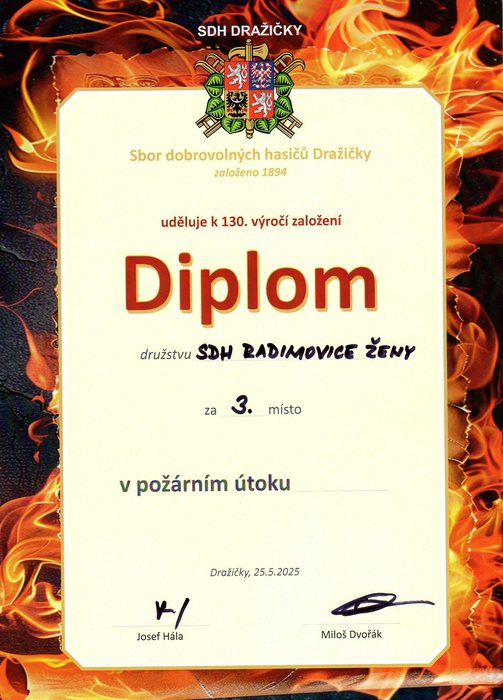 SDH DRAŽIČKY
Sbor dobrovolných hasičů Dražičky
založeno 1894
uděluje k 130. výročí založení
Diplom
družstvu SDH RADIMOVICE ŽENY
za 3. místo
v požárním útoku
Dražičky, 25.5.2025
Josef Hála Miloš Dvořák